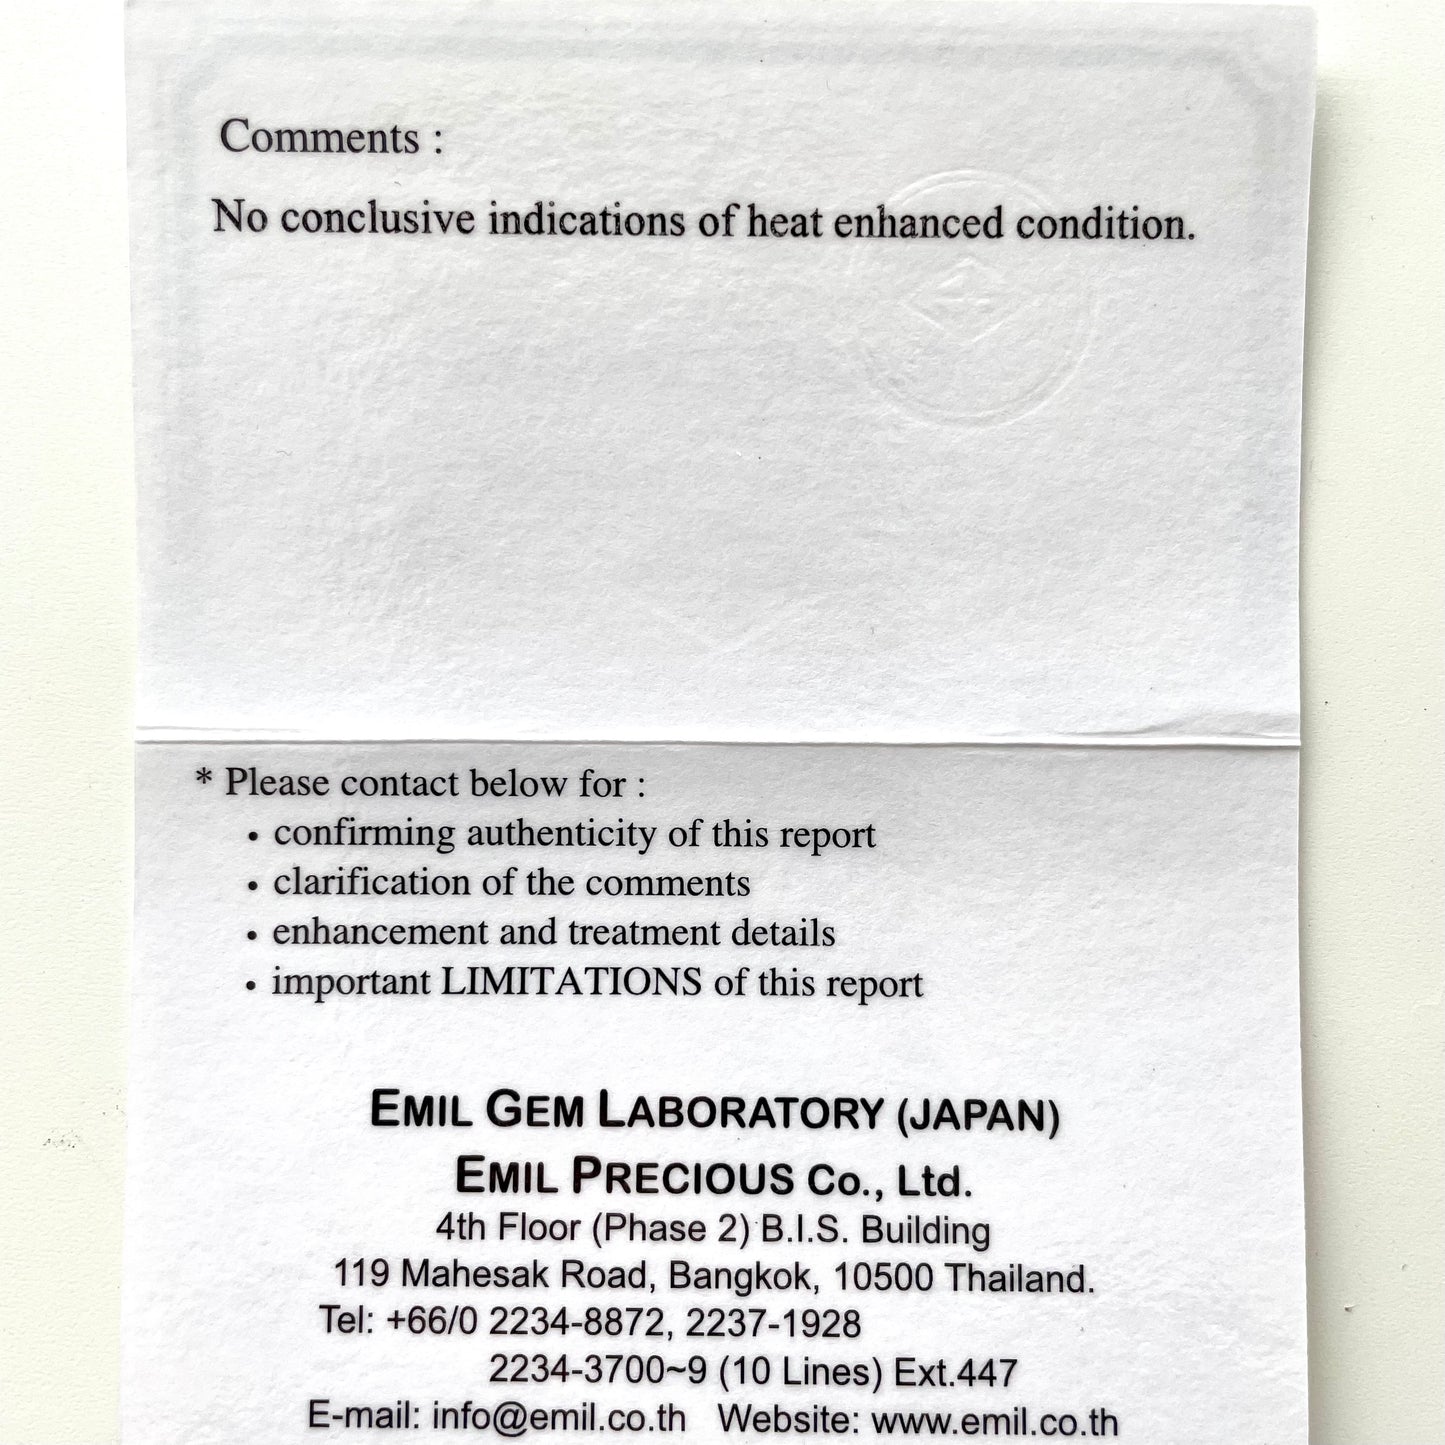 Comments :
No conclusive indications of heat enhanced condition.
* Please contact below for :
• confirming authenticity of this report
• clarification of the comments
• enhancement and treatment details
• important LIMITATIONS of this report
EMIL GEM LABORATORY (JAPAN)
EMIL PRECIOUS Co., Ltd.
4th Floor (Phase 2) B.I.S. Building
119 Mahesak Road, Bangkok, 10500 Thailand.
Tel: +66/0 2234-8872, 2237-1928
2234-3700~9 (10 Lines) Ext.447
E-mail: info@emil.co.th Website: www.emil.co.th